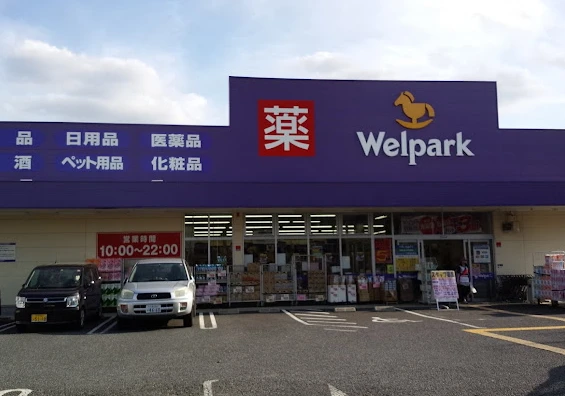 薬
Welpark
品 日用品 医薬品
酒 ペット用品 化粧品
営業時間
10:00~22:00